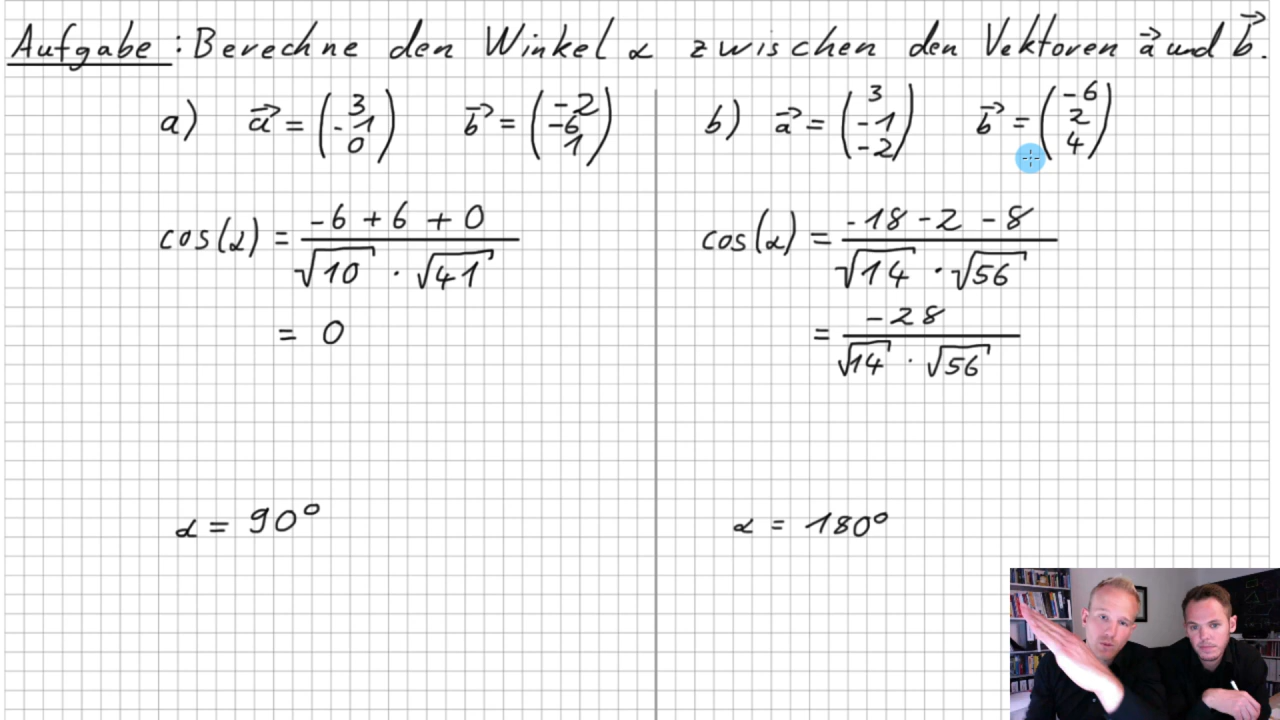 Aufgabe : Berechne den Winkel α zwischen den Vektoren a⃗ und b⃗.
a) a⃗ = (3 -1 0) b⃗ = (-2 -6 1)
cos(α) = (-6 + 6 + 0) / (√10 · √41)
= 0
α = 90°
b) a⃗ = (3 -1 -2) b⃗ = (-6 2 4)
cos(α) = (-18 - 2 - 8) / (√14 · √56)
= -28 / (√14 · √56)
α = 180°